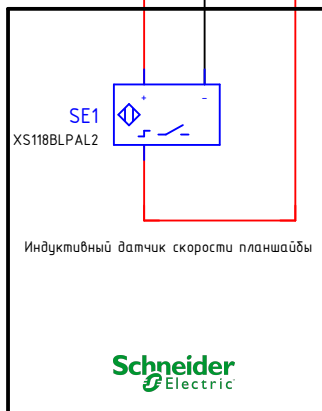 + -
SE1
XS118BLPAL2
Индуктивный датчик скорости планшайбы
Schneider
Electric